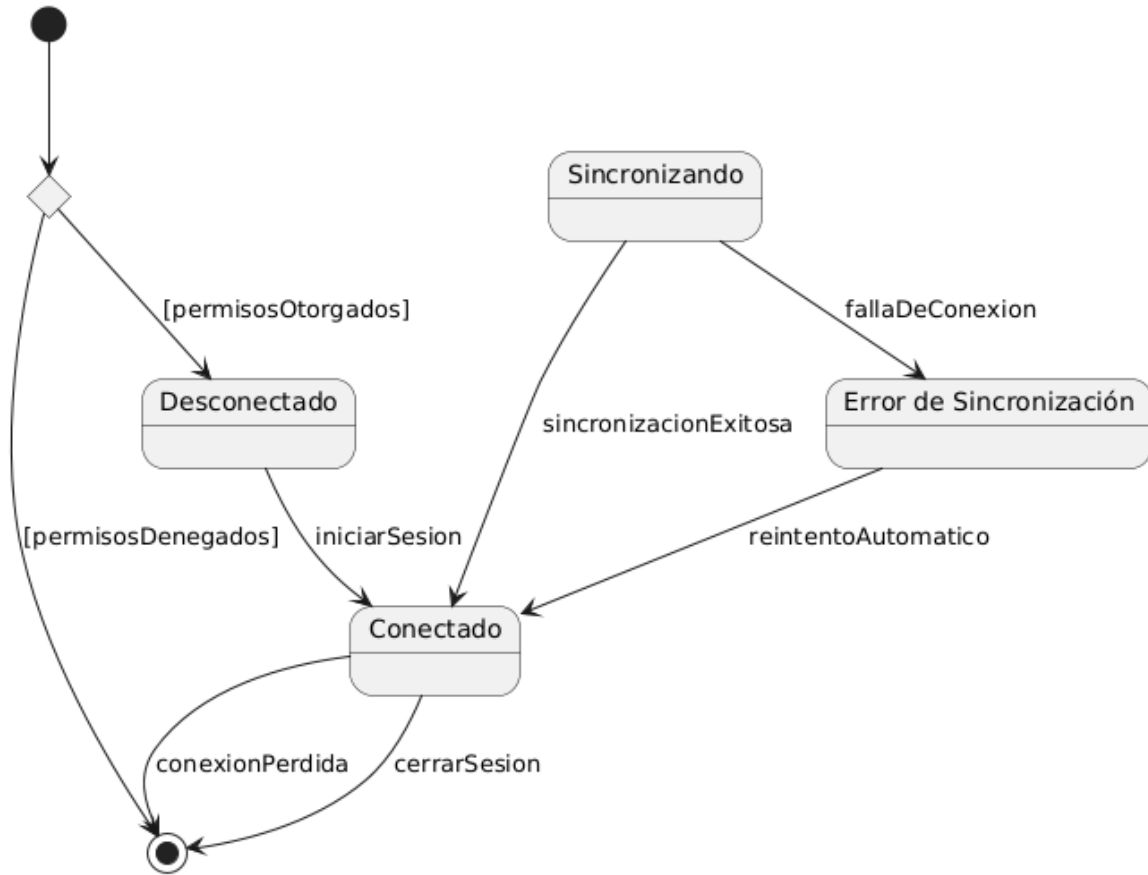 Sincronizando
[permisosOtorgados]
fallaDeConexion
Desconectado
Error de Sincronización
sincronizacionExitosa
[permisosDenegados]
iniciarSesion
reintentoAutomatico
Conectado
conexionPerdida
cerrarSesion